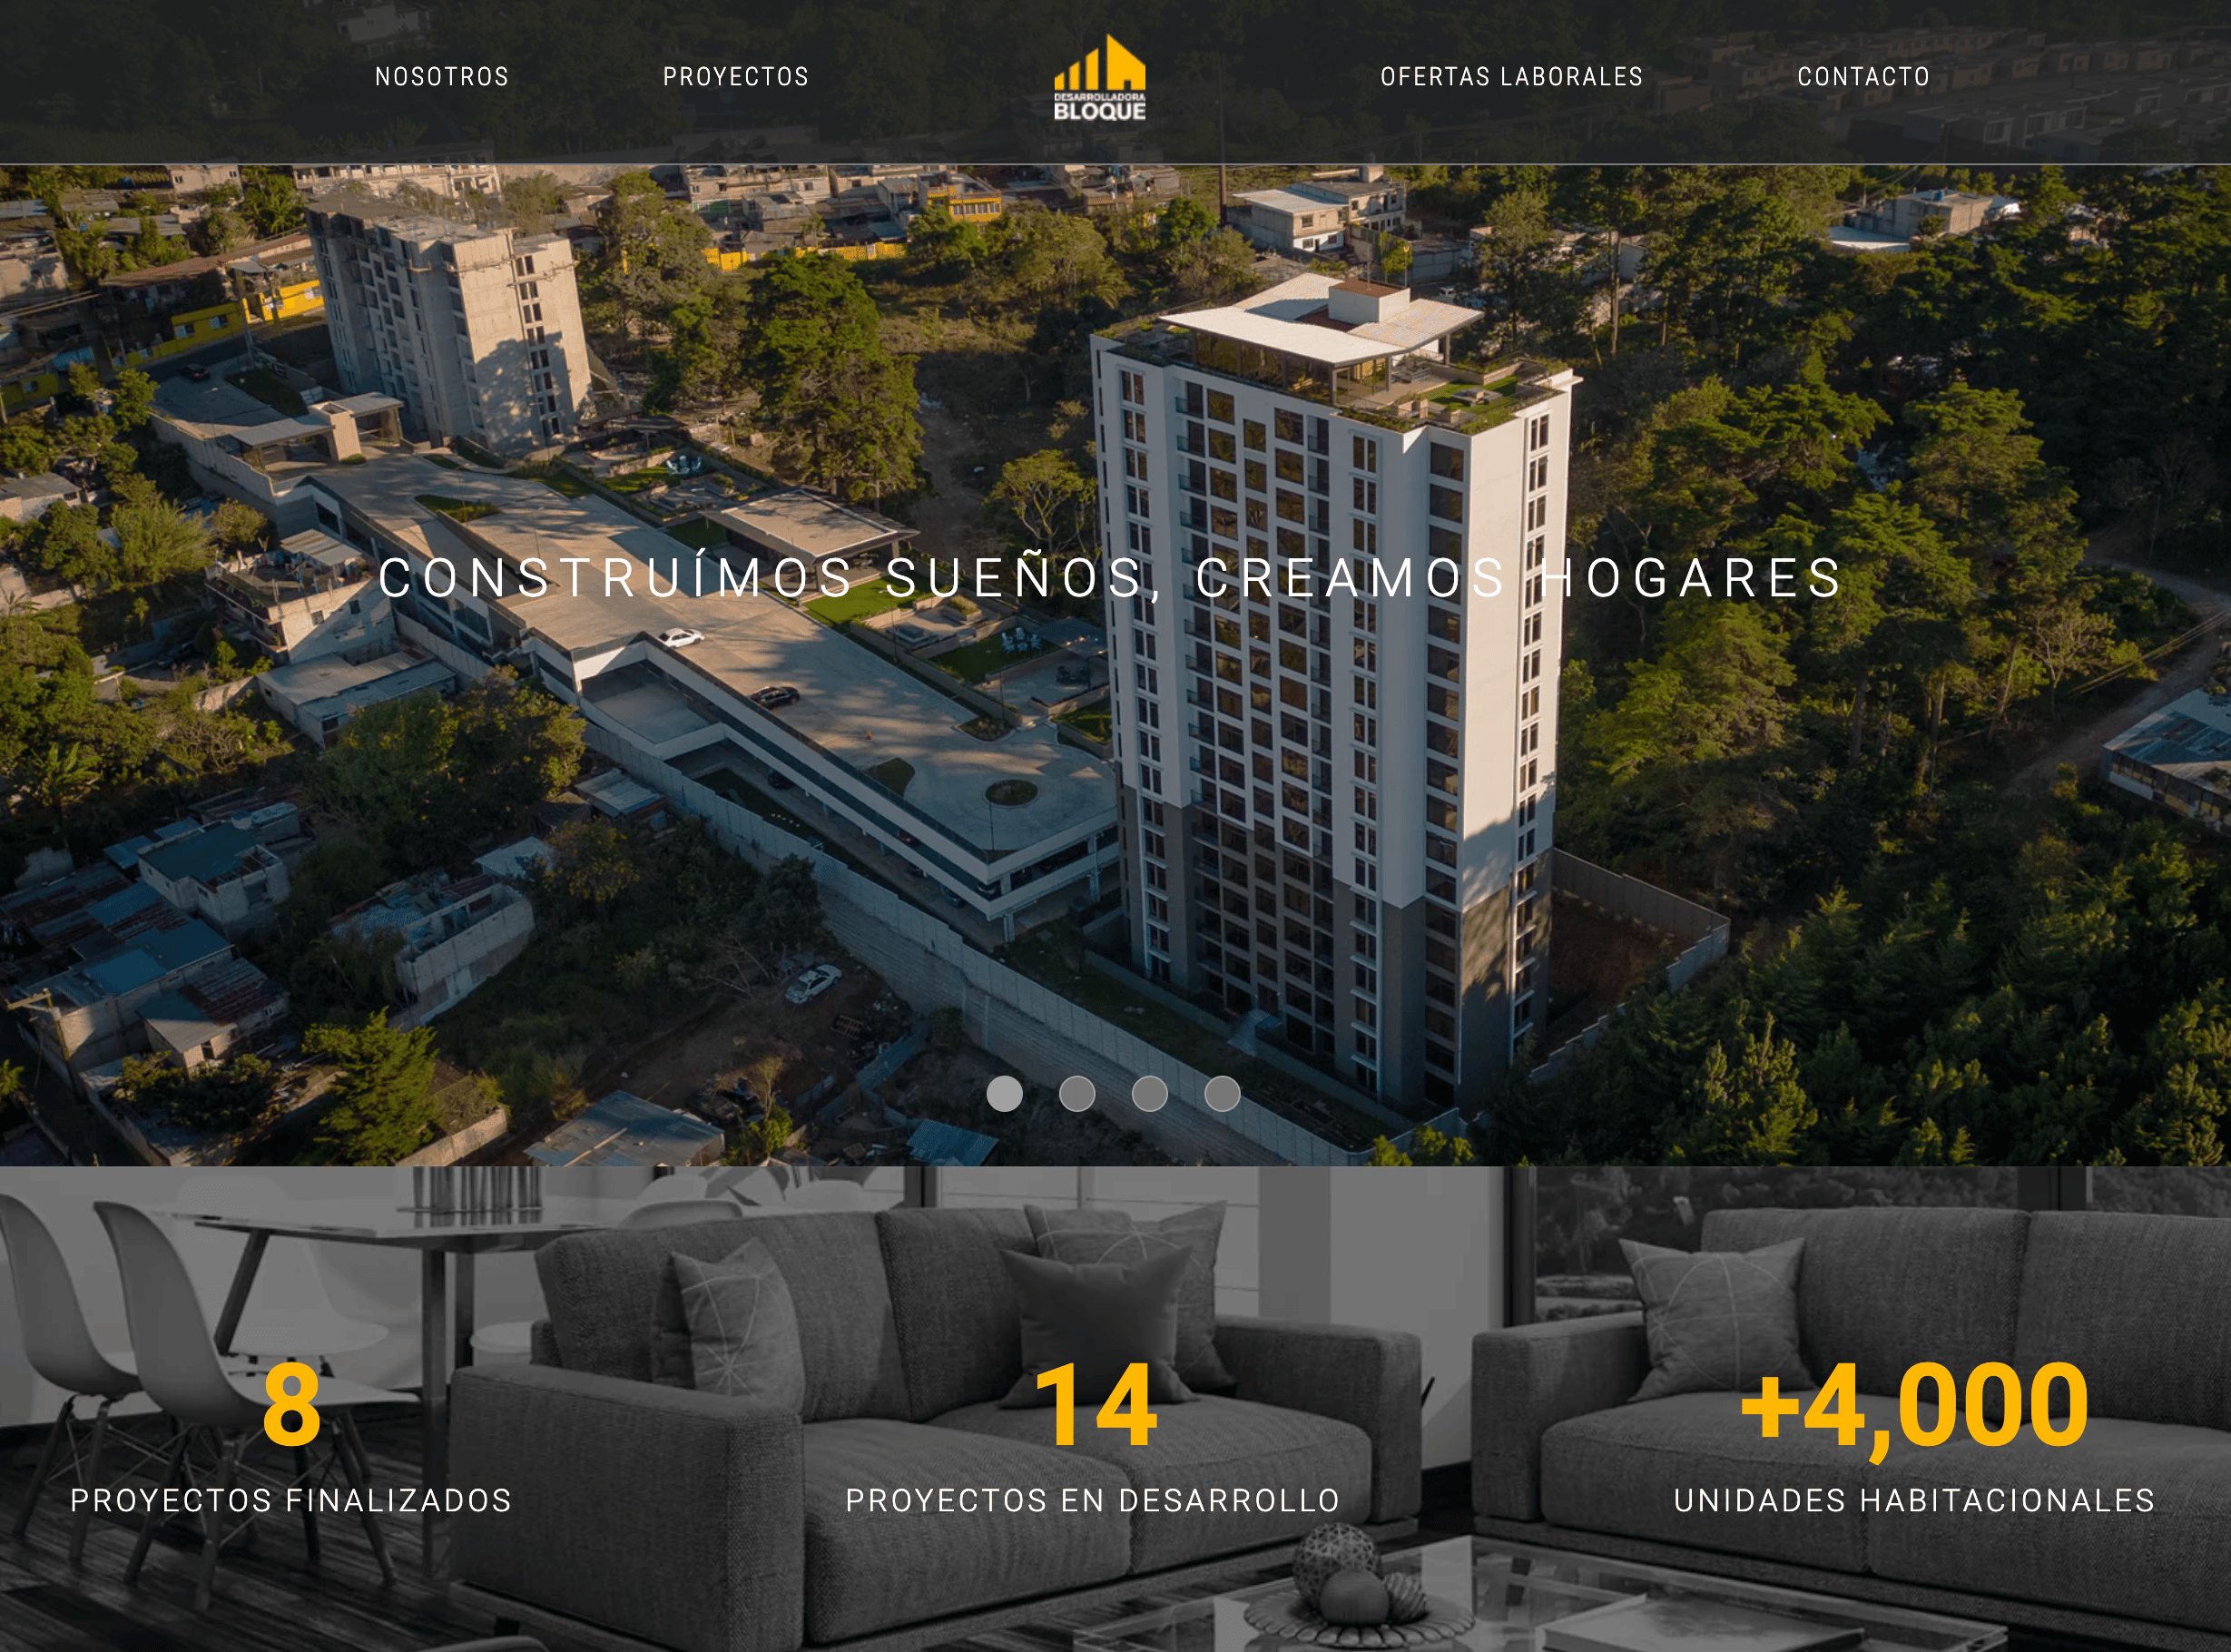 NOSOTROS
PROYECTOS
DESARROLLADORA
BLOQUE
OFERTAS LABORALES
CONTACTO
CONSTRUÍMOS SUEÑOS, CREAMOS HOGARES
8
PROYECTOS FINALIZADOS
14
PROYECTOS EN DESARROLLO
+4,000
UNIDADES HABITACIONALES